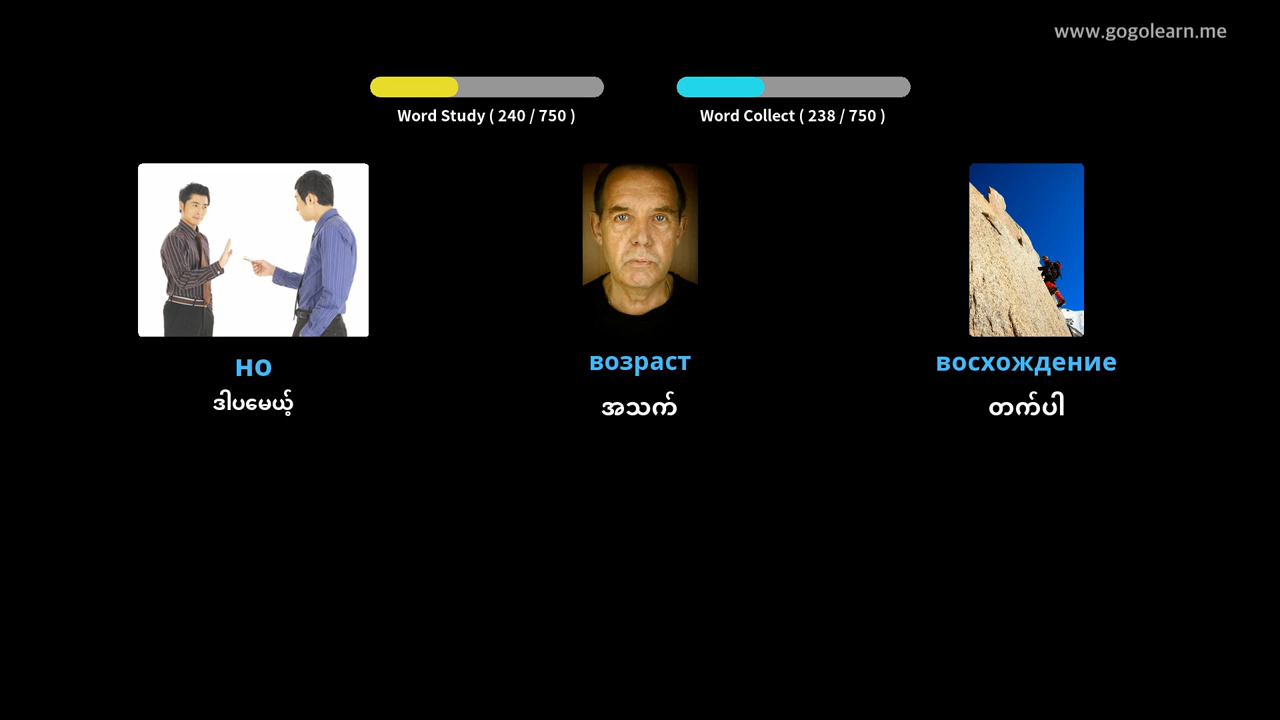 www.gogolearn.me
Word Study ( 240 / 750 )
Word Collect ( 238 / 750 )
но
возраст
восхождение
ဒါပမေယ့်
အသက်
တက်ပါ